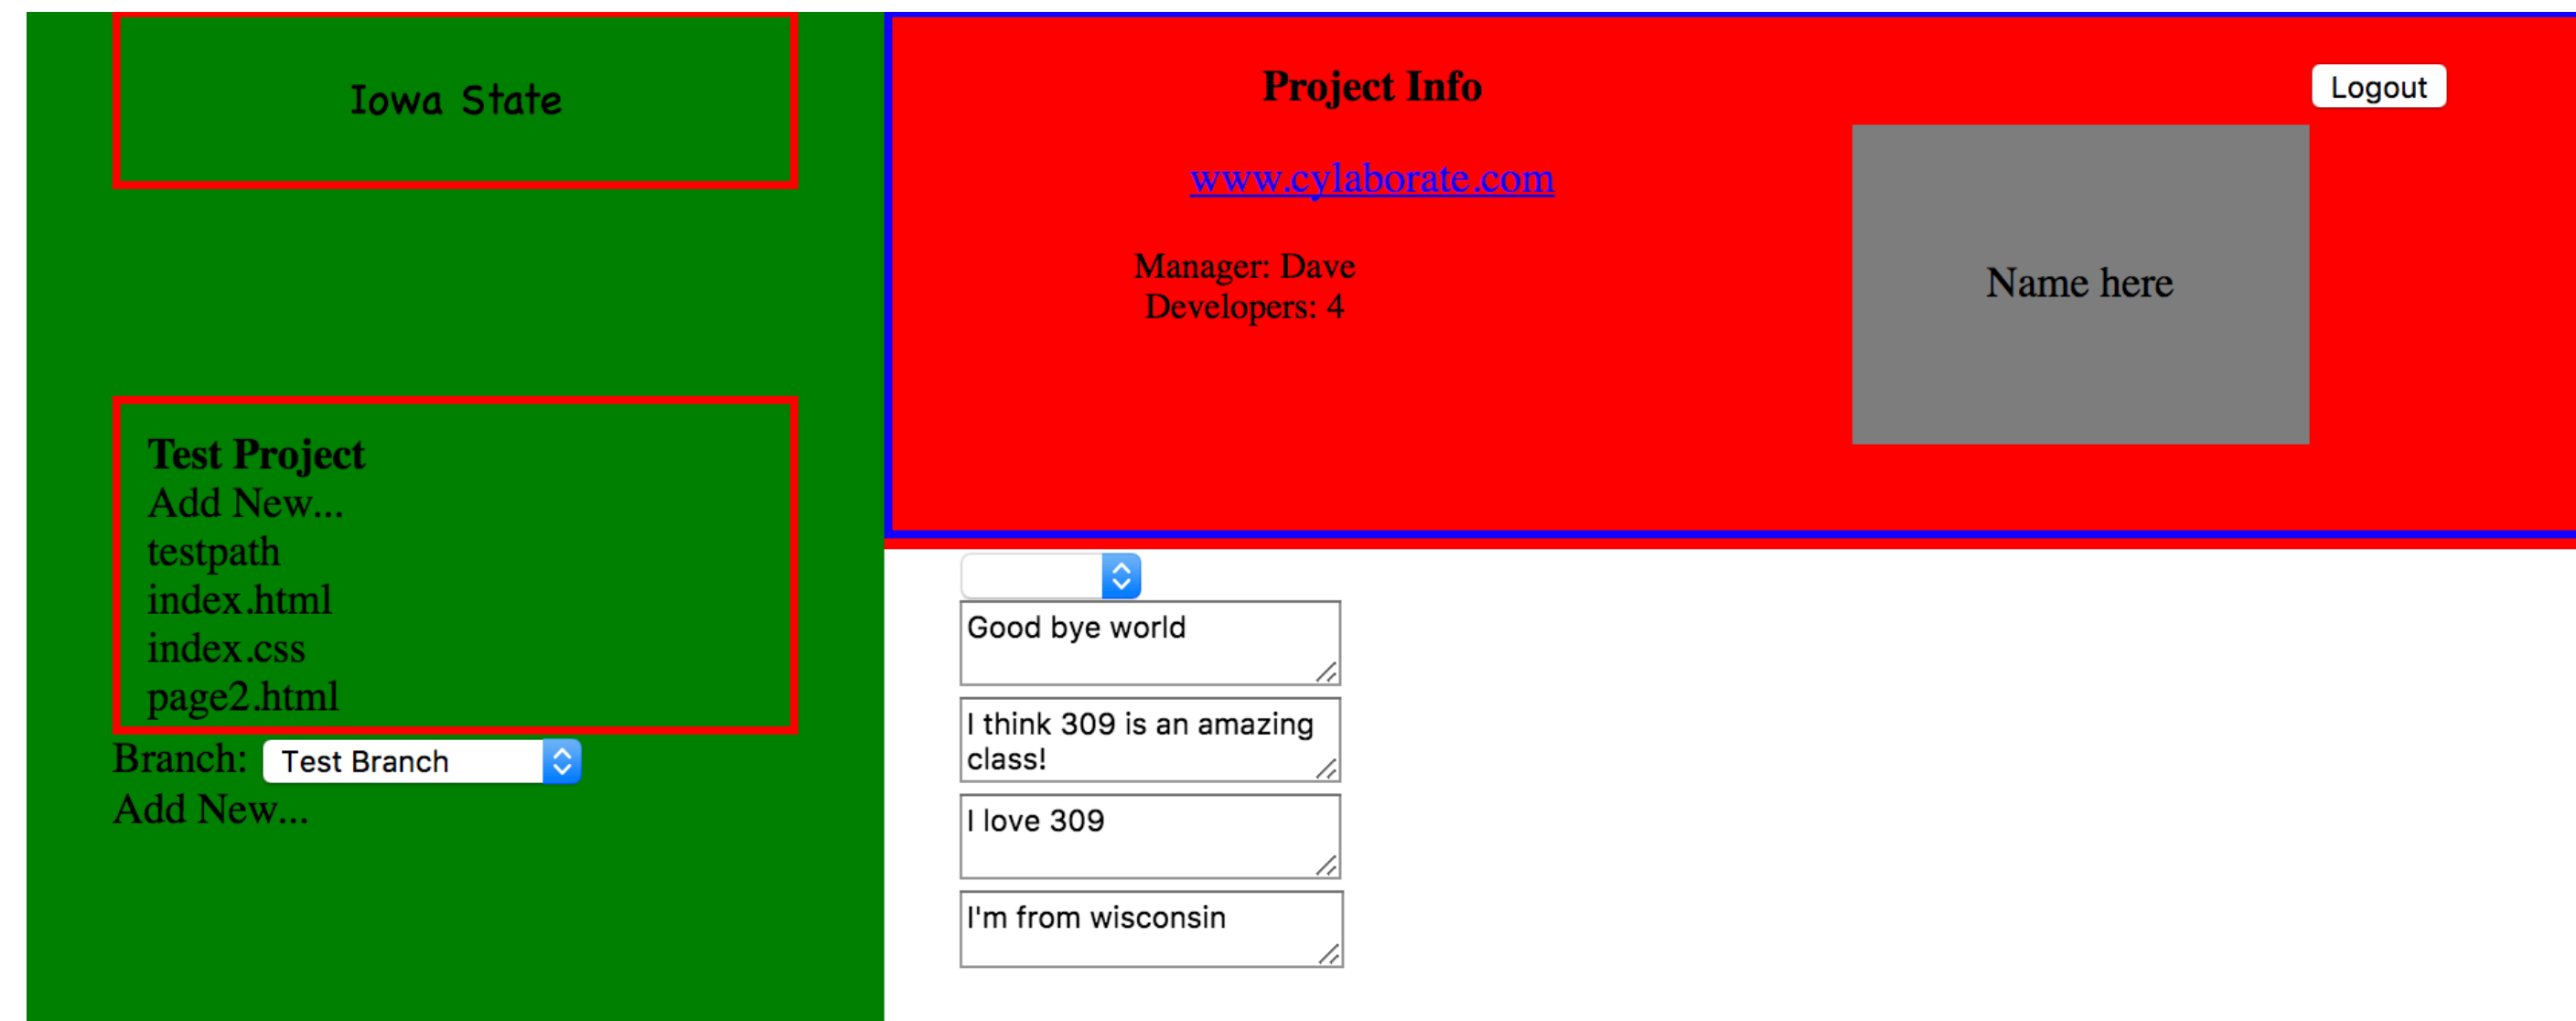 Iowa State
Test Project
Add New...
testpath
index.html
index.css
page2.html
Branch: Test Branch
Add New...
Project Info
www.cylaborate.com
Manager: Dave
Developers: 4
Logout
Name here
Good bye world
I think 309 is an amazing
class!
I love 309
I'm from wisconsin